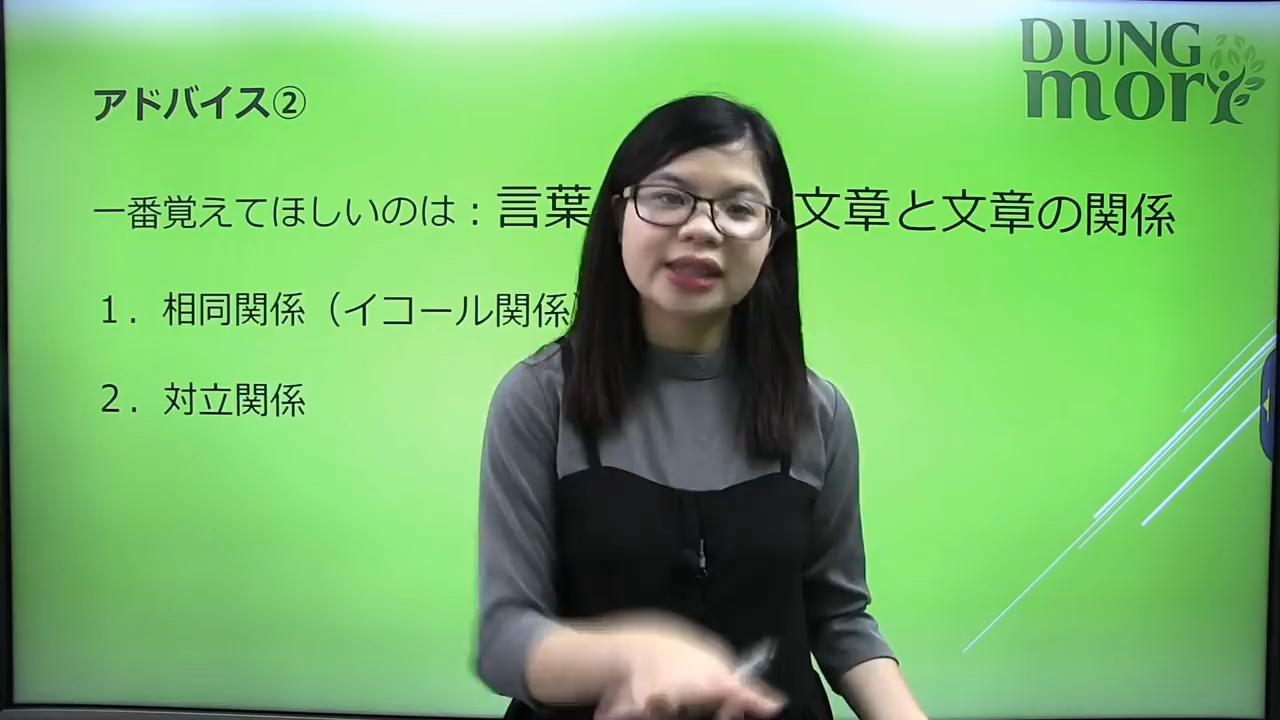 DUNG
mori
アドバイス②
一番覚えてほしいのは：言葉 文章と文章の関係
１．相同関係（イコール関係）
２．対立関係